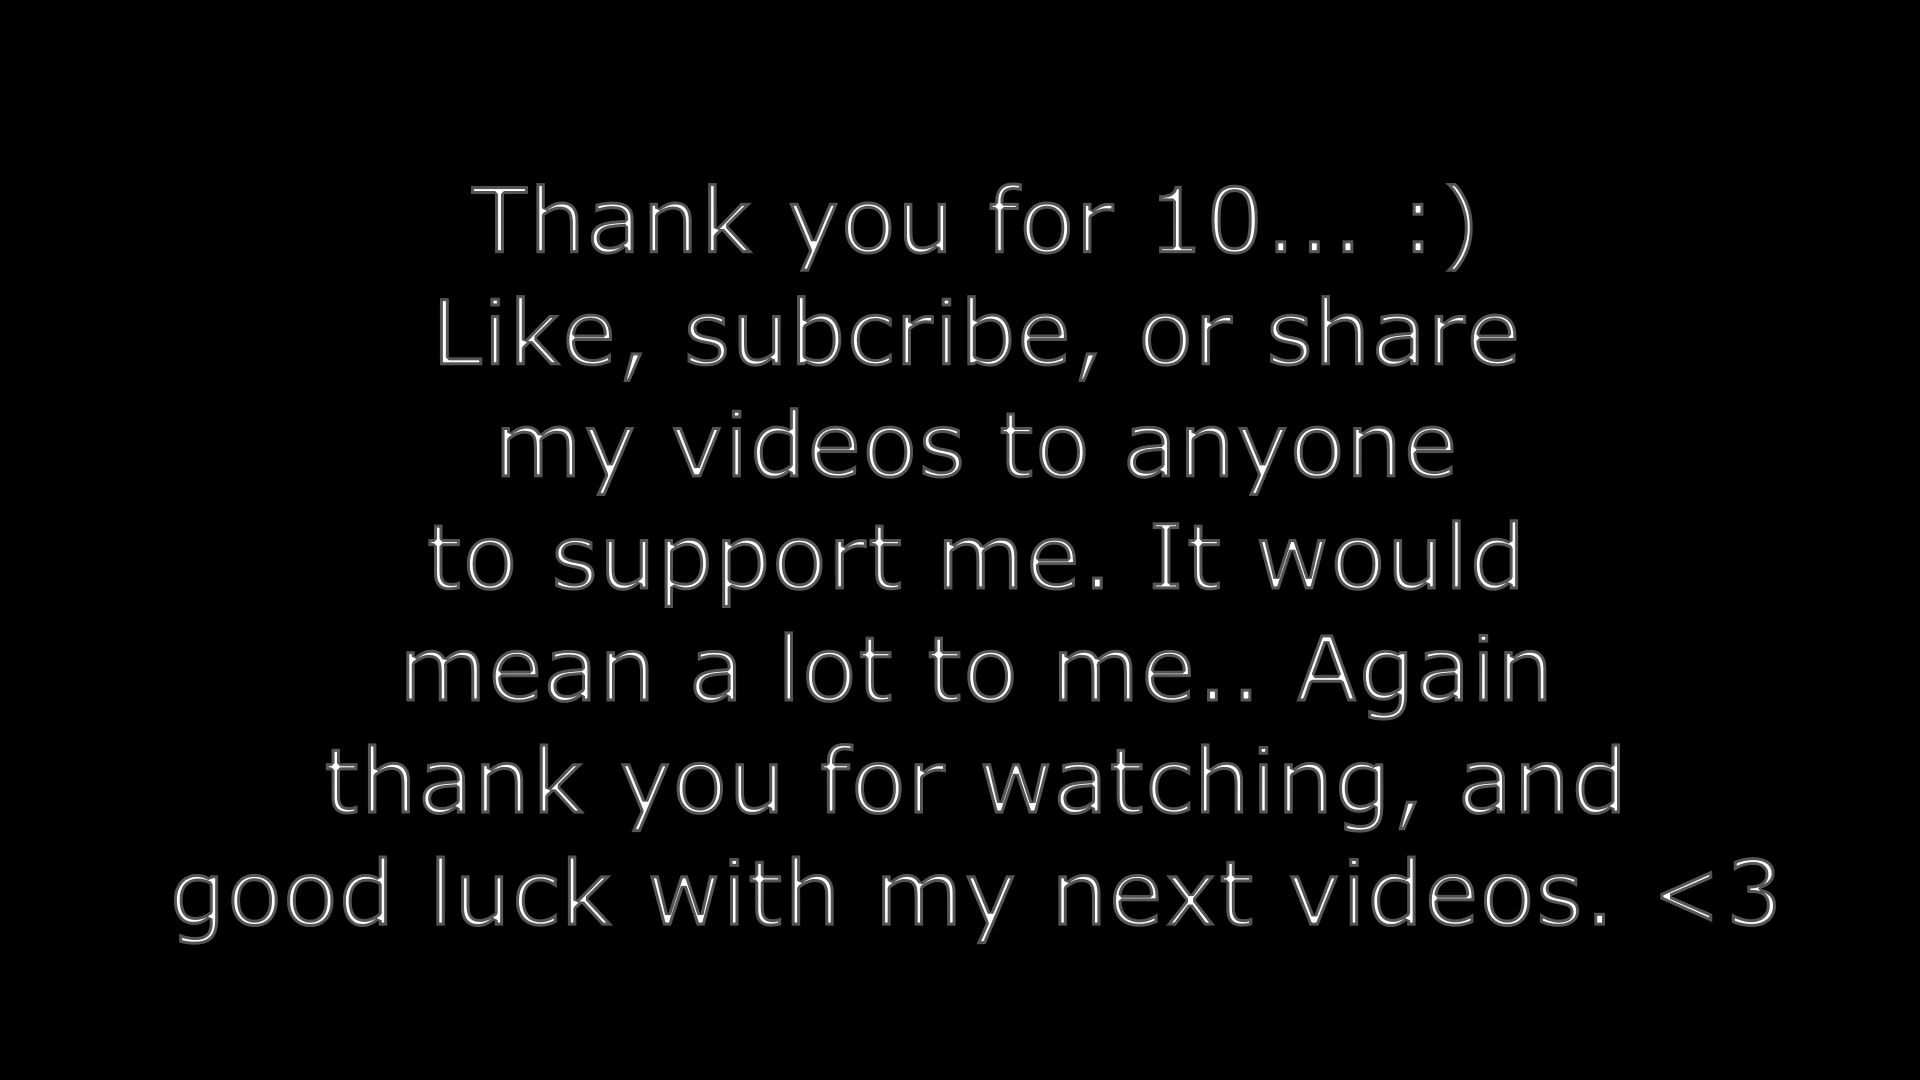 Thank you for 10... :)
Like, subcribe, or share
my videos to anyone
to support me. It would
mean a lot to me.. Again
thank you for watching, and
good luck with my next videos. <3